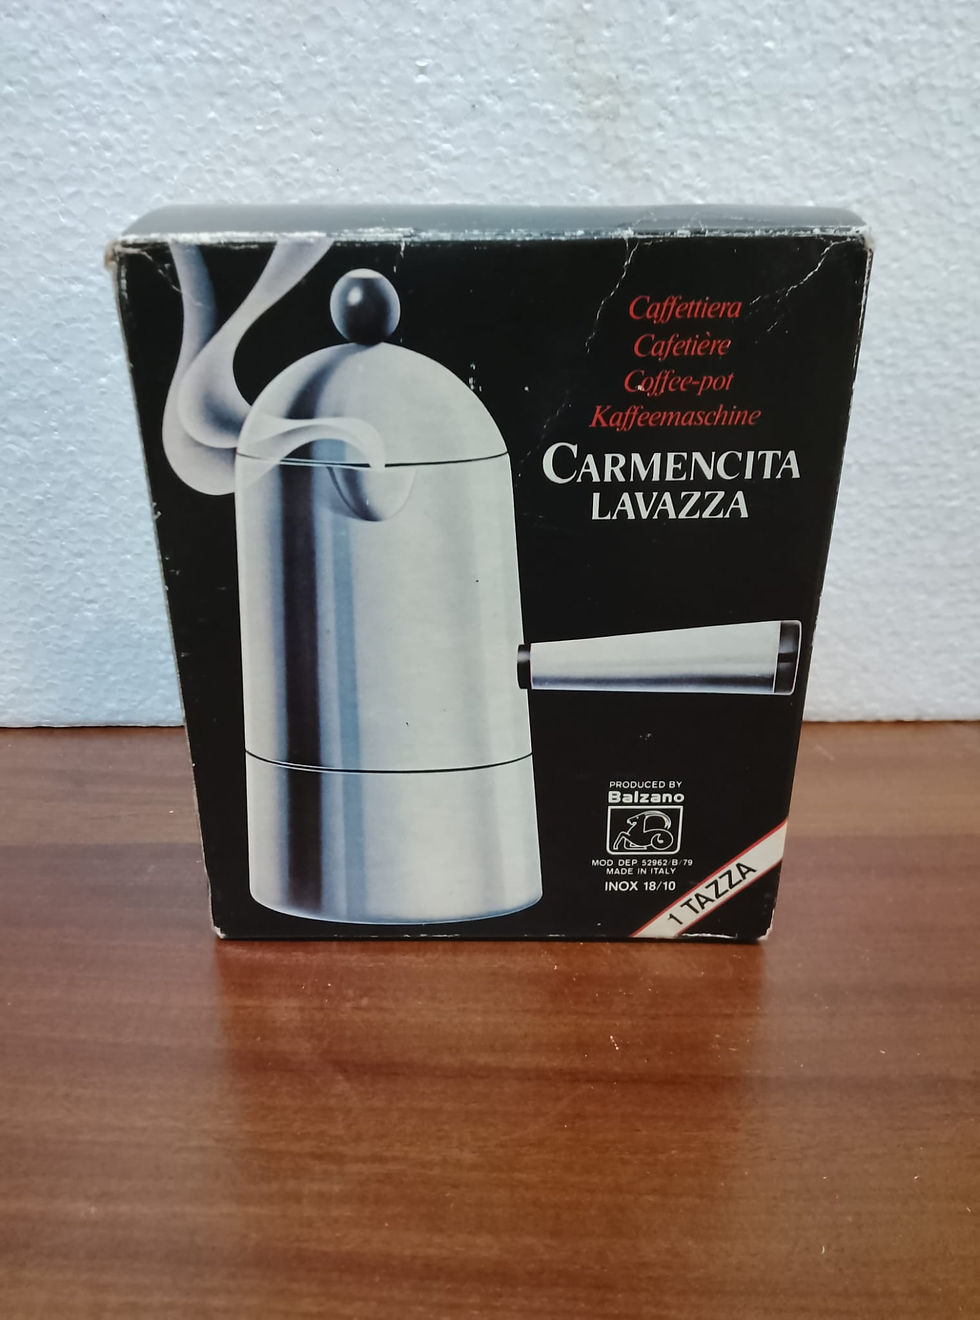 Caffettiera
Cafetière
Coffee-pot
Kaffeemaschine
CARMENCITA
LAVAZZA
PRODUCED BY
Balzano
MOD DEP 52962/B/79
MADE IN ITALY
INOX 18/10
1 TAZZA